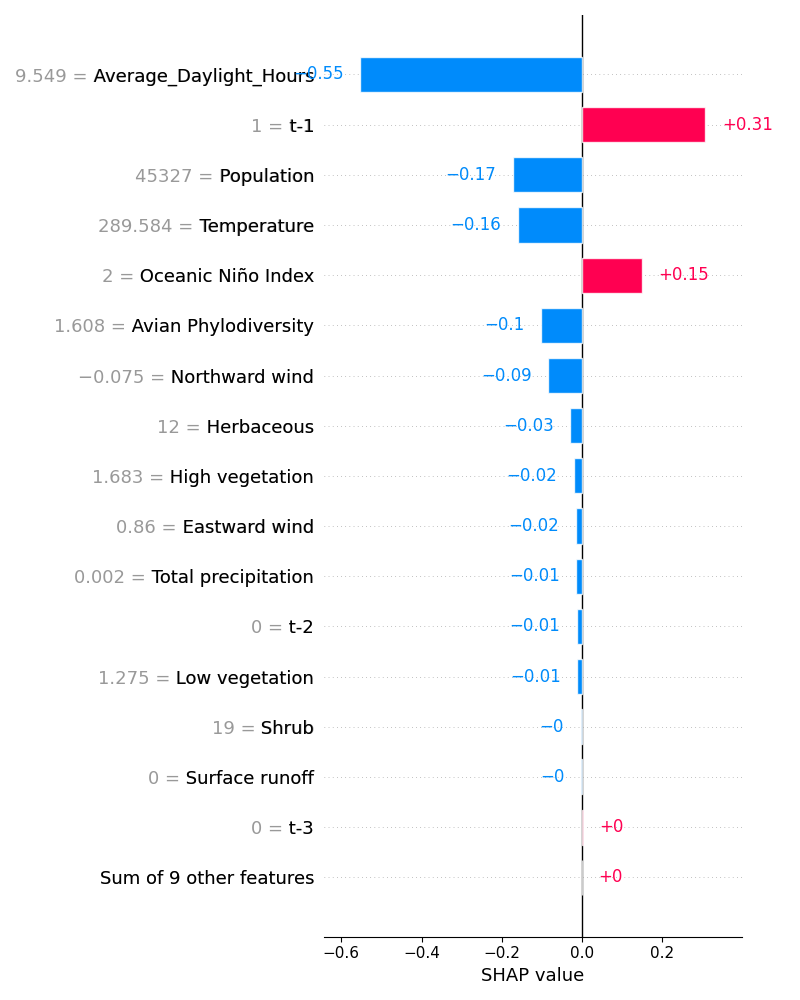 9.549 = Average_Daylight_Hours −0.55
1 = t-1 +0.31
45327 = Population −0.17
289.584 = Temperature −0.16
2 = Oceanic Niño Index +0.15
1.608 = Avian Phylodiversity −0.1
−0.075 = Northward wind −0.09
12 = Herbaceous −0.03
1.683 = High vegetation −0.02
0.86 = Eastward wind −0.02
0.002 = Total precipitation −0.01
0 = t-2 −0.01
1.275 = Low vegetation −0.01
19 = Shrub −0
0 = Surface runoff −0
0 = t-3 +0
Sum of 9 other features +0
−0.6 −0.4 −0.2 0.0 0.2
SHAP value